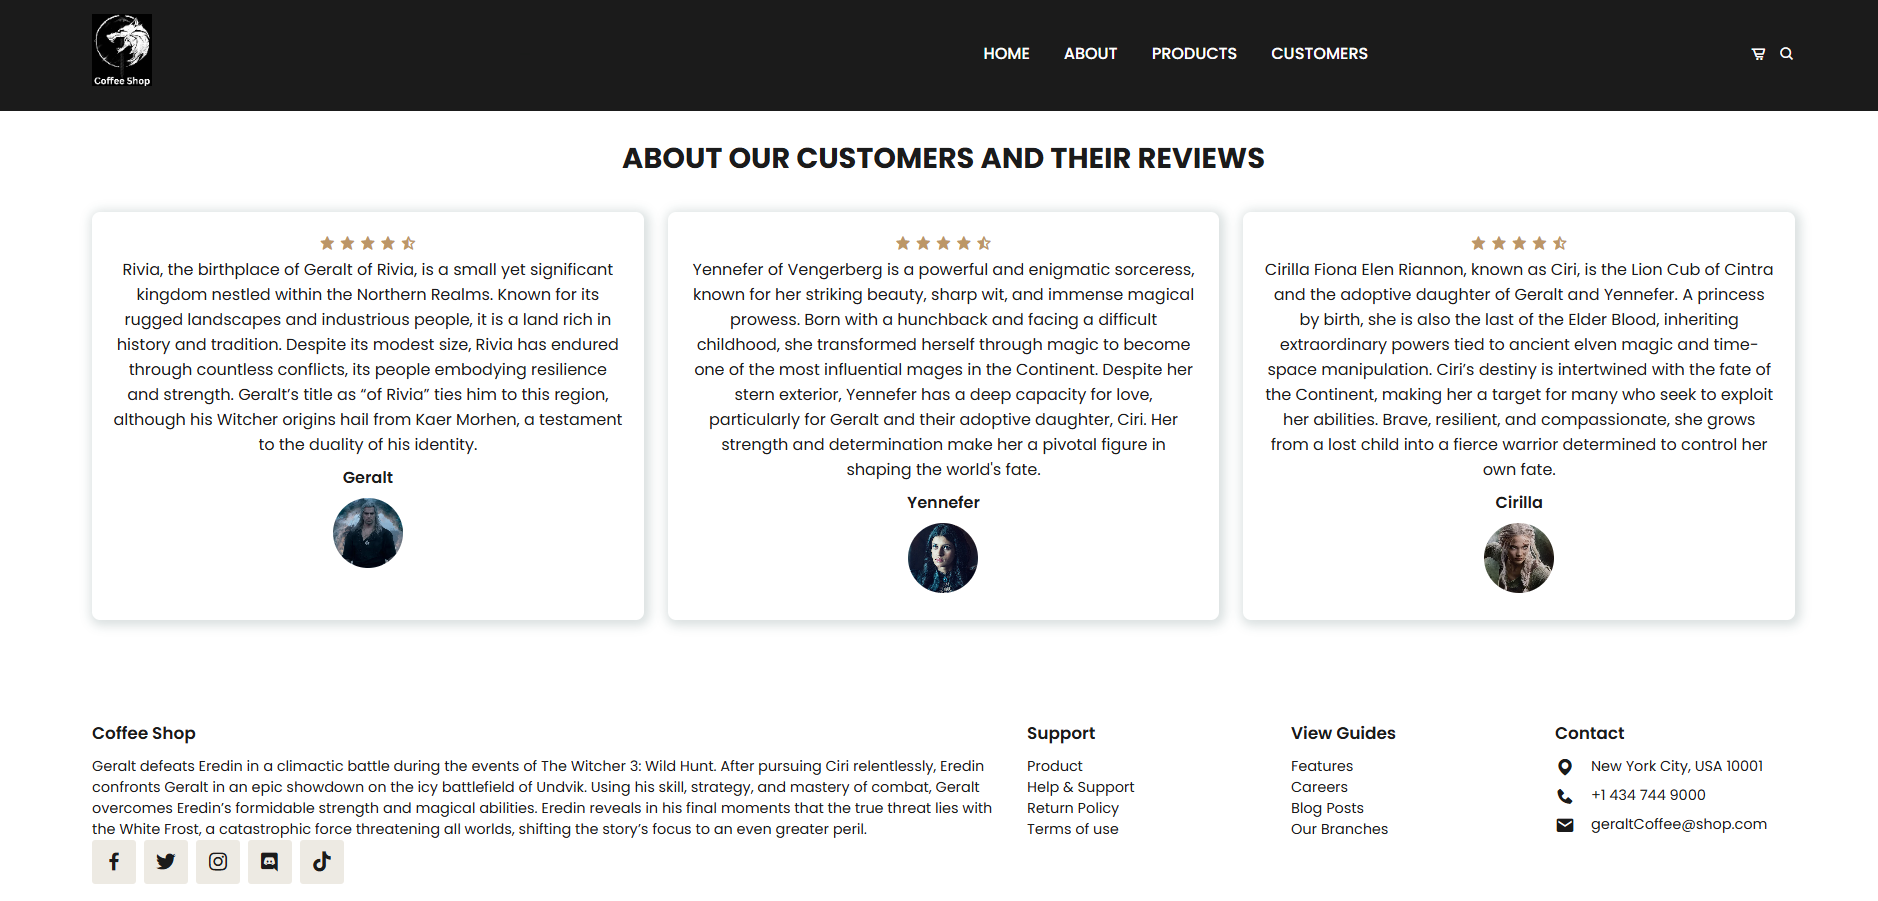 Coffee Shop
HOME ABOUT PRODUCTS CUSTOMERS
ABOUT OUR CUSTOMERS AND THEIR REVIEWS
Rivia, the birthplace of Geralt of Rivia, is a small yet significant
kingdom nestled within the Northern Realms. Known for its
rugged landscapes and industrious people, it is a land rich in
history and tradition. Despite its modest size, Rivia has endured
through countless conflicts, its people embodying resilience
and strength. Geralt’s title as “of Rivia” ties him to this region,
although his Witcher origins hail from Kaer Morhen, a testament
to the duality of his identity.
Geralt
Yennefer of Vengerberg is a powerful and enigmatic sorceress,
known for her striking beauty, sharp wit, and immense magical
prowess. Born with a hunchback and facing a difficult
childhood, she transformed herself through magic to become
one of the most influential mages in the Continent. Despite her
stern exterior, Yennefer has a deep capacity for love,
particularly for Geralt and their adoptive daughter, Ciri. Her
strength and determination make her a pivotal figure in
shaping the world's fate.
Yennefer
Cirilla Fiona Elen Riannon, known as Ciri, is the Lion Cub of Cintra
and the adoptive daughter of Geralt and Yennefer. A princess
by birth, she is also the last of the Elder Blood, inheriting
extraordinary powers tied to ancient elven magic and time-
space manipulation. Ciri’s destiny is intertwined with the fate of
the Continent, making her a target for many who seek to exploit
her abilities. Brave, resilient, and compassionate, she grows
from a lost child into a fierce warrior determined to control her
own fate.
Cirilla
Coffee Shop
Geralt defeats Eredin in a climactic battle during the events of The Witcher 3: Wild Hunt. After pursuing Ciri relentlessly, Eredin
confronts Geralt in an epic showdown on the icy battlefield of Undvik. Using his skill, strategy, and mastery of combat, Geralt
overcomes Eredin’s formidable strength and magical abilities. Eredin reveals in his final moments that the true threat lies with
the White Frost, a catastrophic force threatening all worlds, shifting the story’s focus to an even greater peril.
Support
Product
Help & Support
Return Policy
Terms of use
View Guides
Features
Careers
Blog Posts
Our Branches
Contact
New York City, USA 10001
+1 434 744 9000
geraltCoffee@shop.com